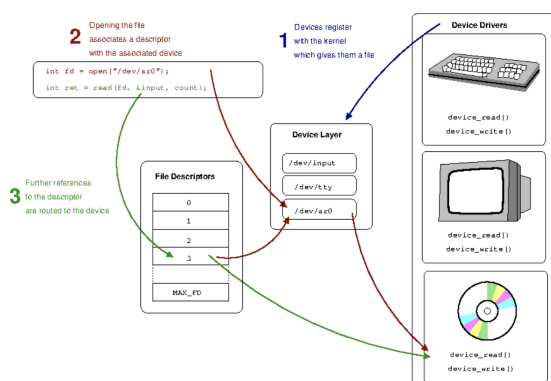 2 Opening the file
associates a descriptor
with the associated device
int fd = open("/dev/sr0");
int ret = read(fd, &input, count);
1 Devices register
with the kernel
which gives them a file
Device Drivers
device_read()
device_write()
device_read()
device_write()
device_read()
device_write()
Device Layer
/dev/input
/dev/tty
/dev/sr0
3 Further references
to the descriptor
are routed to the device
File Descriptors
0
1
2
3
MAX_FD